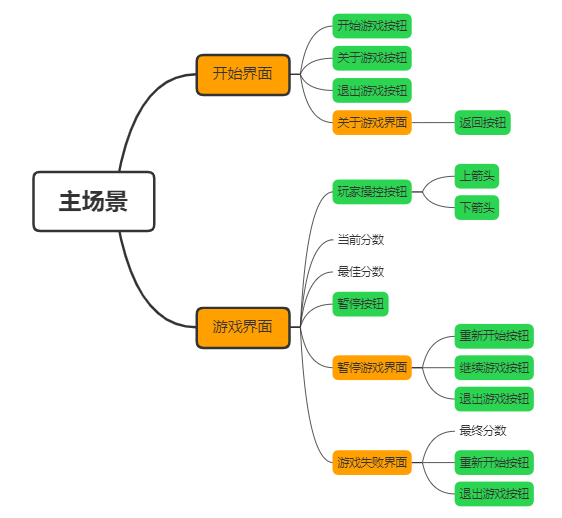 主场景
开始界面
开始游戏按钮
关于游戏按钮
退出游戏按钮
关于游戏界面
返回按钮
游戏界面
玩家操控按钮
上箭头
下箭头
当前分数
最佳分数
暂停按钮
暂停游戏界面
重新开始按钮
继续游戏按钮
退出游戏按钮
游戏失败界面
最终分数
重新开始按钮
退出游戏按钮